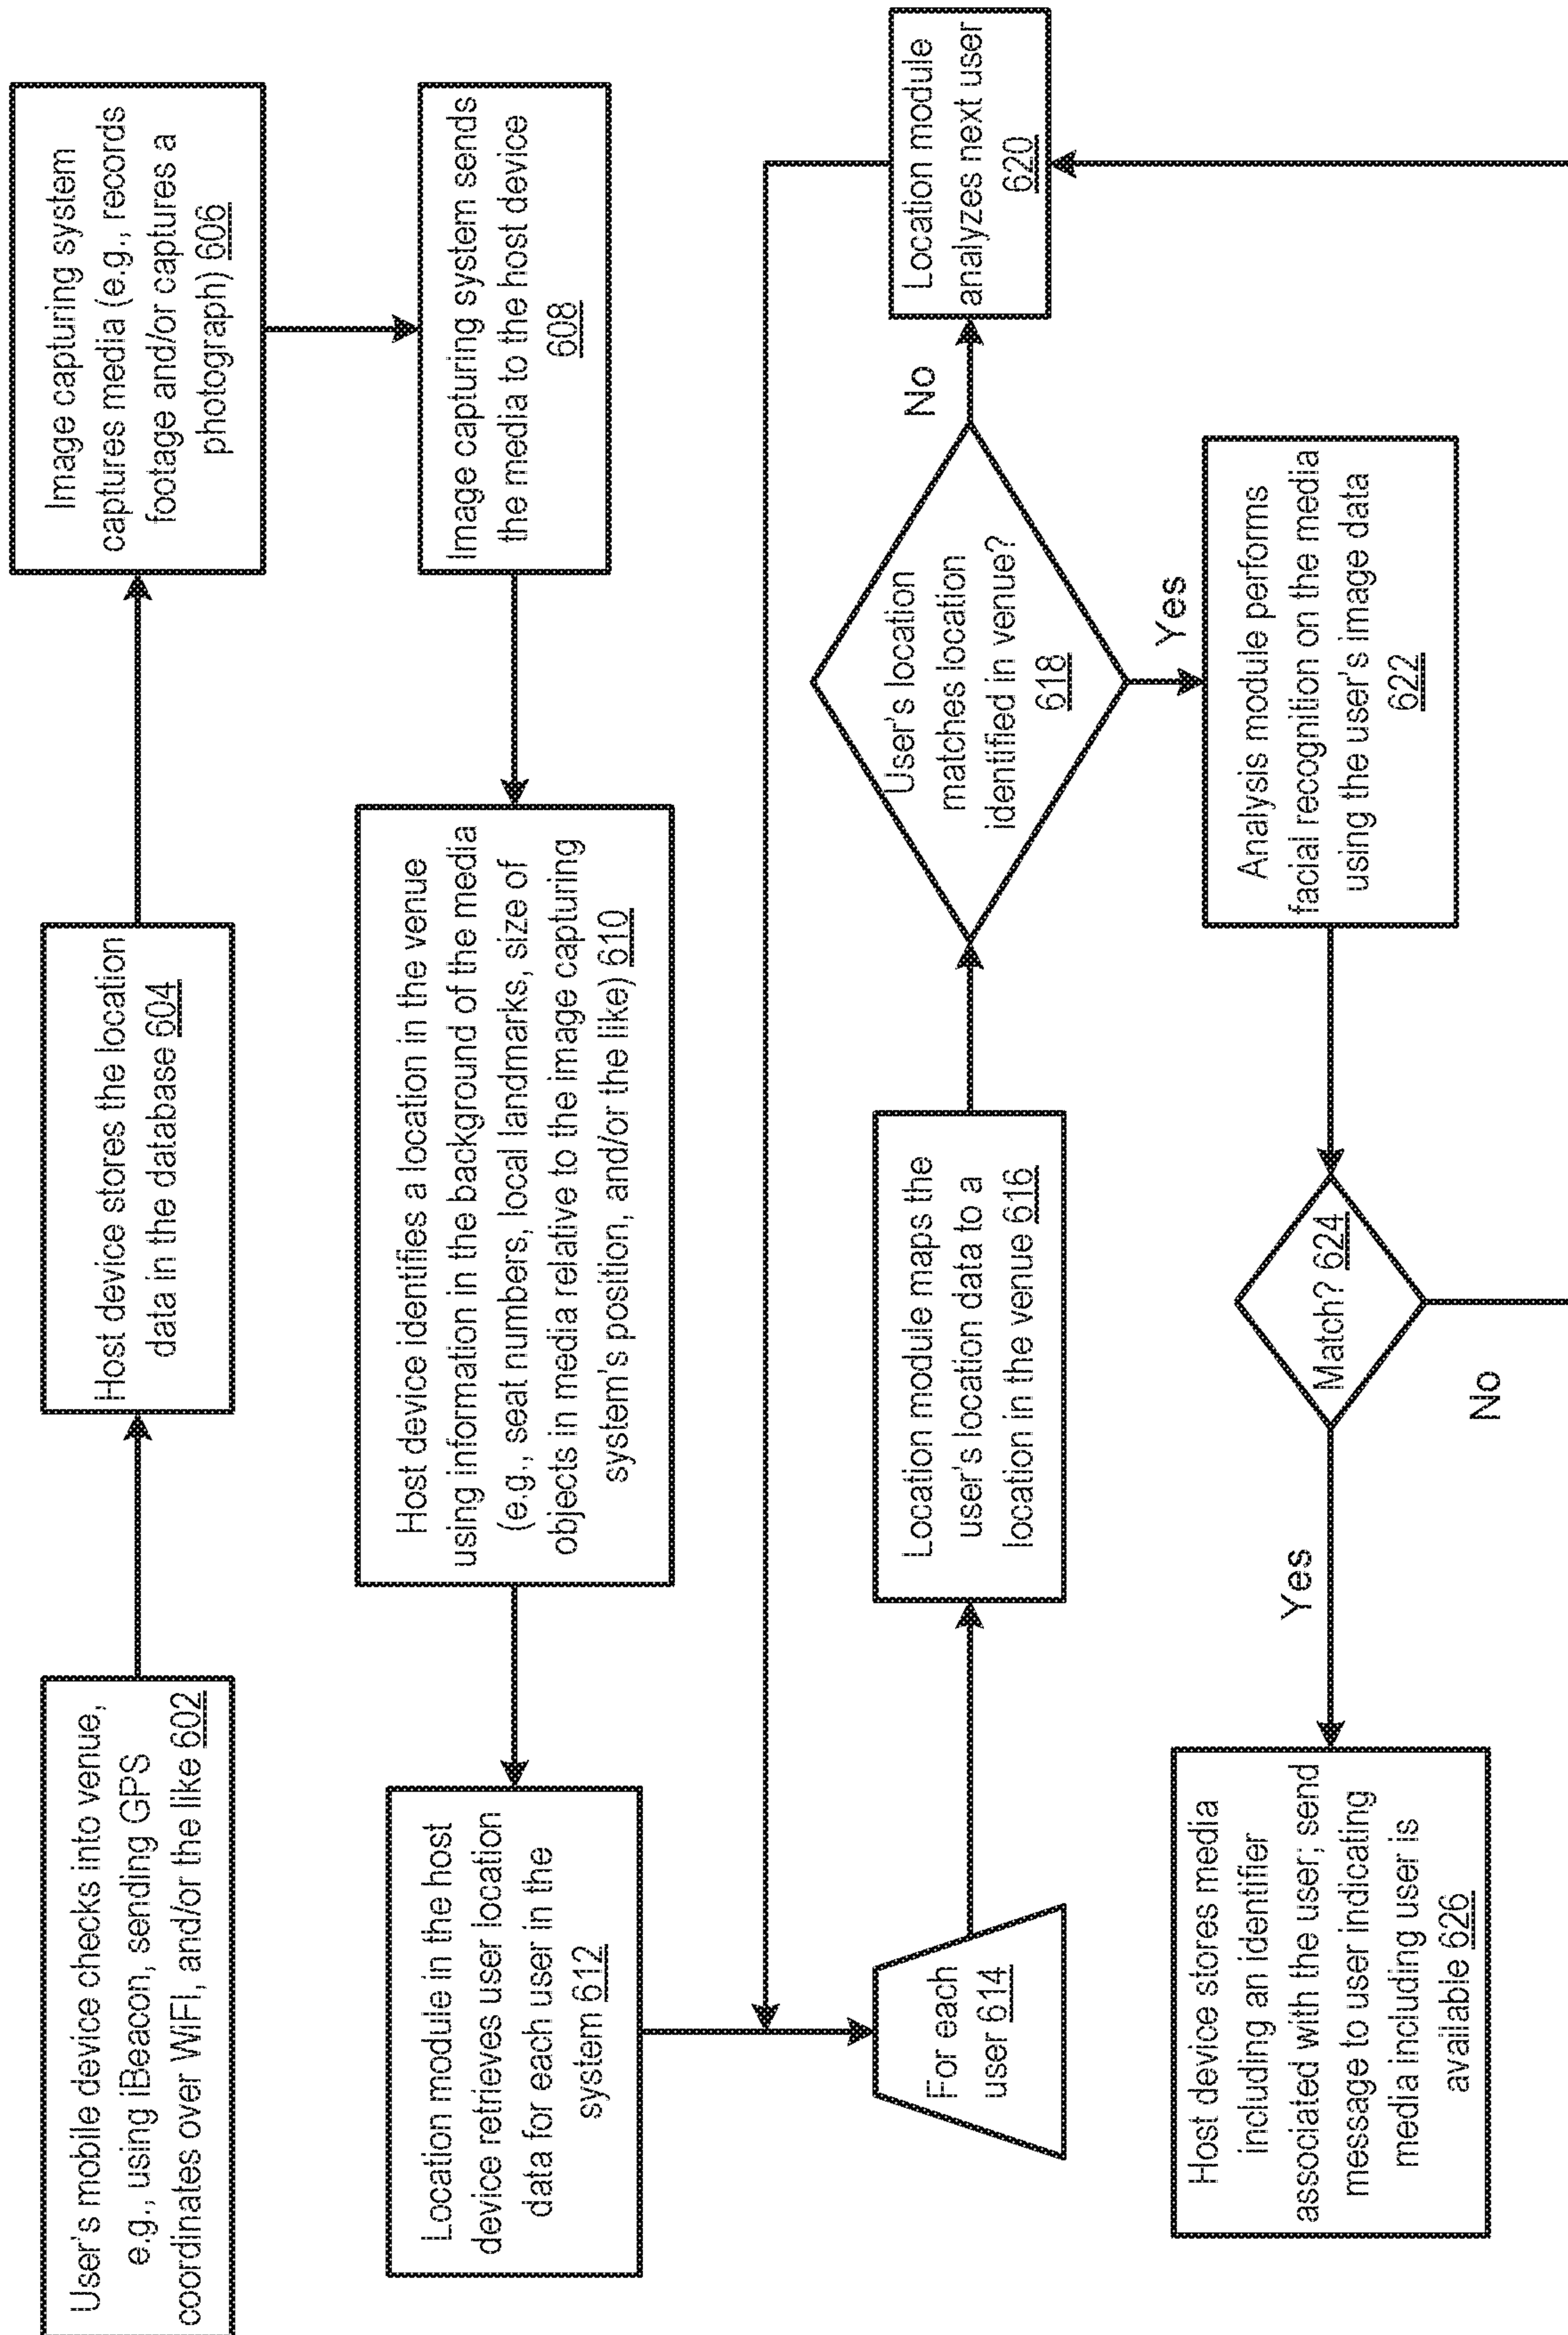 User's mobile device checks into venue,
e.g., using iBeacon, sending GPS
coordinates over WIFI, and/or the like 602
Host device stores the location
data in the database 604
Image capturing system
captures media (e.g., records
footage and/or captures a
photograph) 606
Image capturing system sends
the media to the host device
608
Host device identifies a location in the venue
using information in the background of the media
(e.g., seat numbers, local landmarks, size of
objects in media relative to the image capturing
system's position, and/or the like) 610
Location module in the host
device retrieves user location
data for each user in the
system 612
For each
user 614
Location module maps the
user's location data to a
location in the venue 616
User's location
matches location
identified in venue?
618
No
Location module
analyzes next user
620
Yes
Analysis module performs
facial recognition on the media
using the user's image data
622
Match? 624
No
Yes
Host device stores media
including an identifier
associated with the user; send
message to user indicating
media including user is
available 626